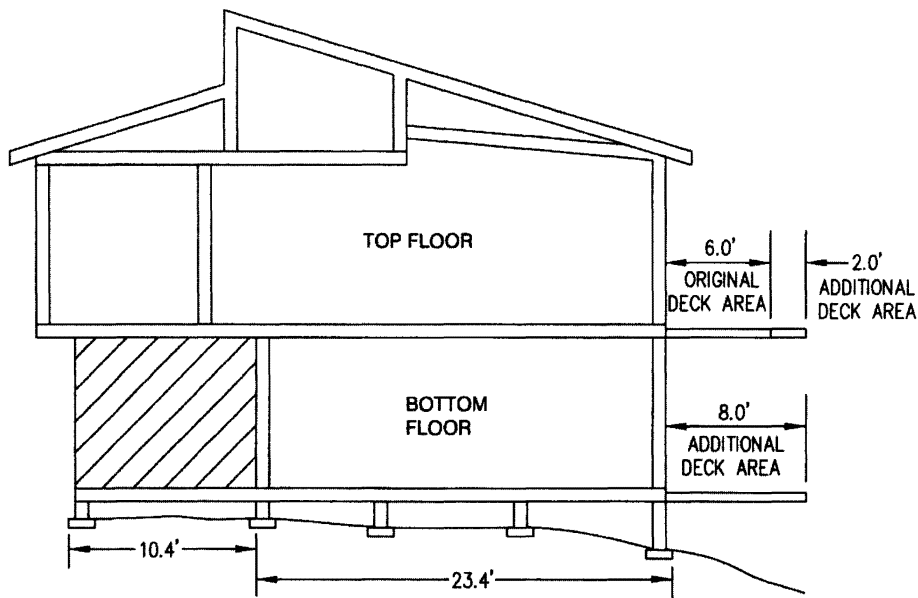 TOP FLOOR
6.0'
ORIGINAL
DECK AREA
2.0'
ADDITIONAL
DECK AREA
BOTTOM
FLOOR
8.0'
ADDITIONAL
DECK AREA
10.4'
23.4'